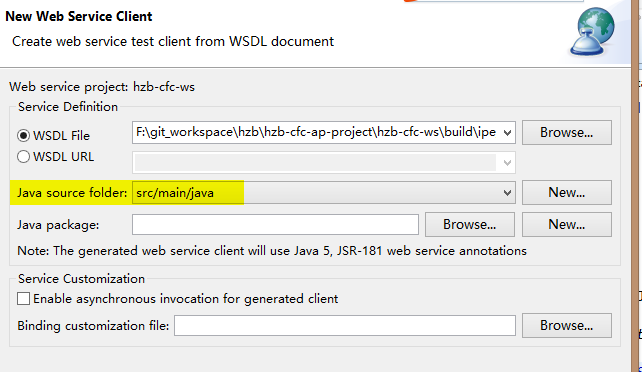 New Web Service Client
Create web service test client from WSDL document
Web service project: hzb-cfc-ws
Service Definition
WSDL File F:\git_workspace\hzb\hzb-cfc-ap-project\hzb-cfc-ws\build\ipe Browse...
WSDL URL
Java source folder: src/main/java New...
Java package: Browse... New...
Note: The generated web service client will use Java 5, JSR-181 web service annotations
Service Customization
Enable asynchronous invocation for generated client
Binding customization file: Browse...